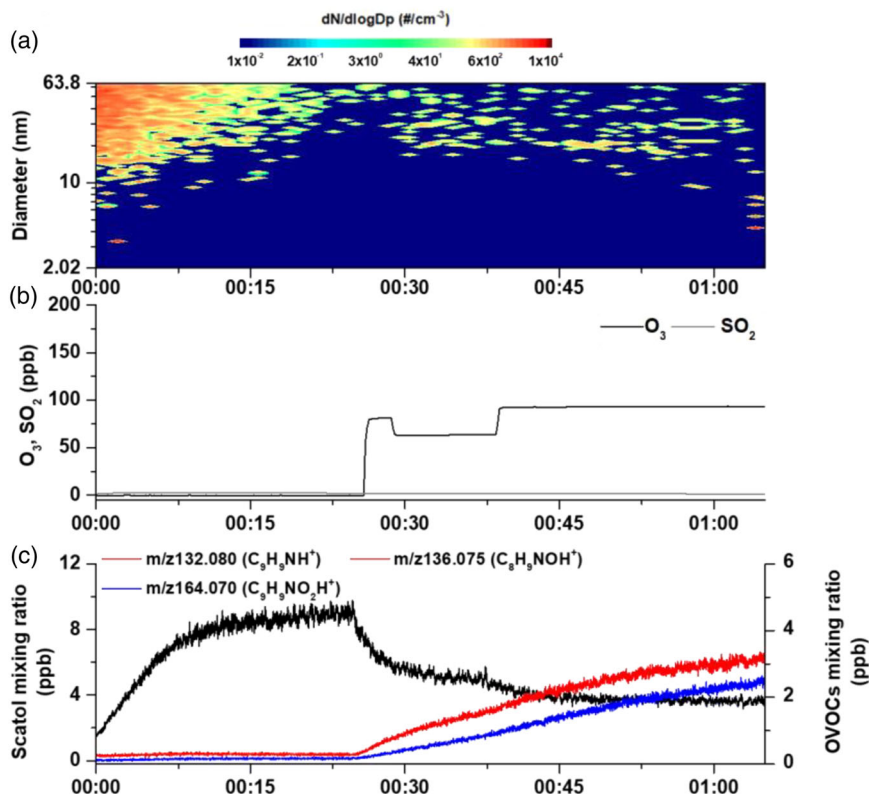 (a)
dN/dlogDp (#/cm⁻³)
1x10⁻² 2x10⁻¹ 3x10⁰ 4x10¹ 6x10² 1x10⁴
Diameter (nm)
63.8
10
2.02
00:00 00:15 00:30 00:45 01:00
(b)
O₃, SO₂ (ppb)
200
150
100
50
0
O₃ SO₂
00:00 00:15 00:30 00:45 01:00
(c)
m/z132.080 (C₉H₉NH⁺) m/z136.075 (C₈H₉NOH⁺)
m/z164.070 (C₉H₉NO₂H⁺)
Scatol mixing ratio
(ppb)
12
8
4
0
6
4
2
0
OVOCs mixing ratio
(ppb)
00:00 00:15 00:30 00:45 01:00